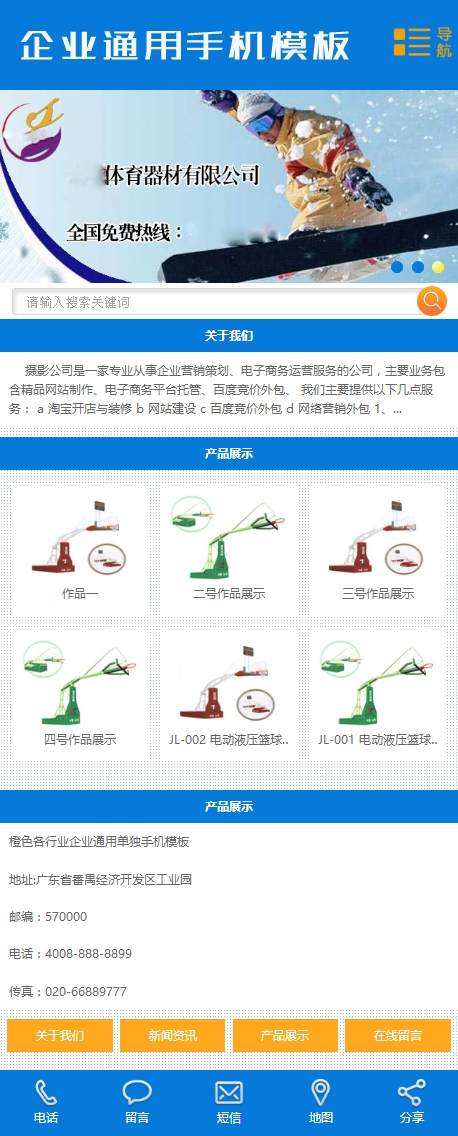 企业通用手机模板
导航
体育器材有限公司
全国免费热线：
请输入搜索关键词
关于我们
摄影公司是一家专业从事企业营销策划、电子商务运营服务的公司，主要业务包
含精品网站制作、电子商务平台托管、百度竞价外包、 我们主要提供以下几点服
务： a 淘宝开店与装修 b 网站建设 c 百度竞价外包 d 网络营销外包 1、...
产品展示
作品一
二号作品展示
三号作品展示
四号作品展示
JL-002 电动液压篮球..
JL-001 电动液压篮球..
产品展示
橙色各行业企业通用单独手机模板
地址:广东省番禺经济开发区工业园
邮编：570000
电话：4008-888-8899
传真：020-66889777
关于我们
新闻资讯
产品展示
在线留言
电话
留言
短信
地图
分享